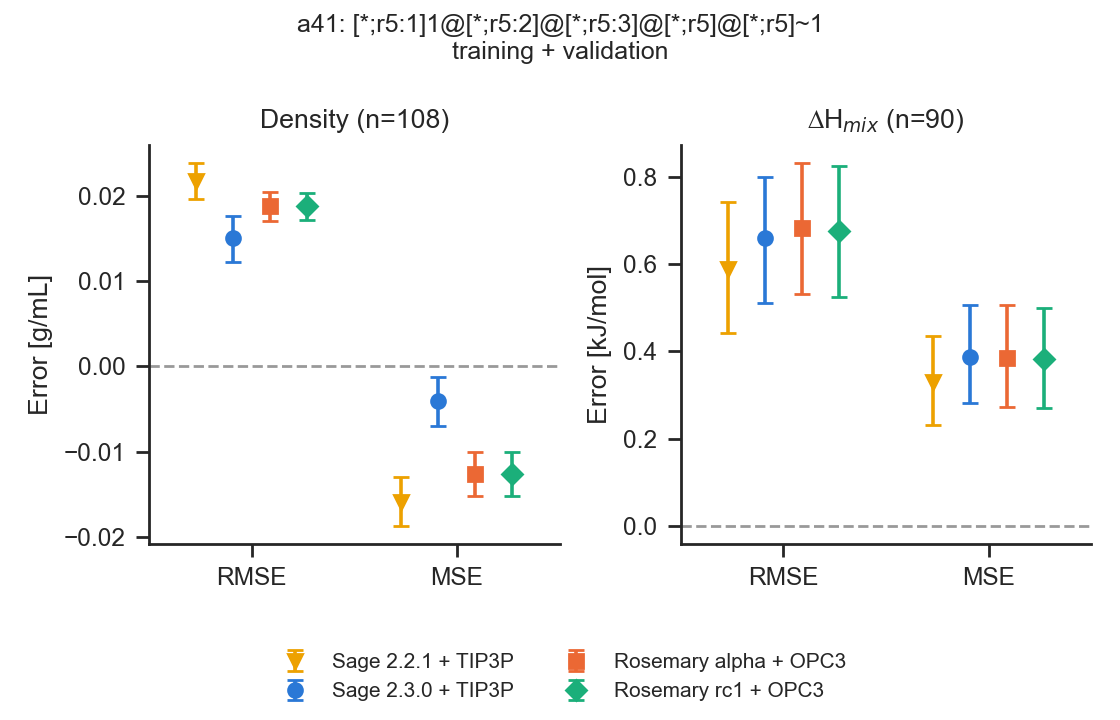 a41: [*;r5:1]1@[*;r5:2]@[*;r5:3]@[*;r5]@[*;r5]~1
training + validation
Density (n=108)
ΔH_mix (n=90)
Error [g/mL]
0.02
0.01
0.00
−0.01
−0.02
RMSE
MSE
Error [kJ/mol]
0.8
0.6
0.4
0.2
0.0
RMSE
MSE
Sage 2.2.1 + TIP3P
Sage 2.3.0 + TIP3P
Rosemary alpha + OPC3
Rosemary rc1 + OPC3